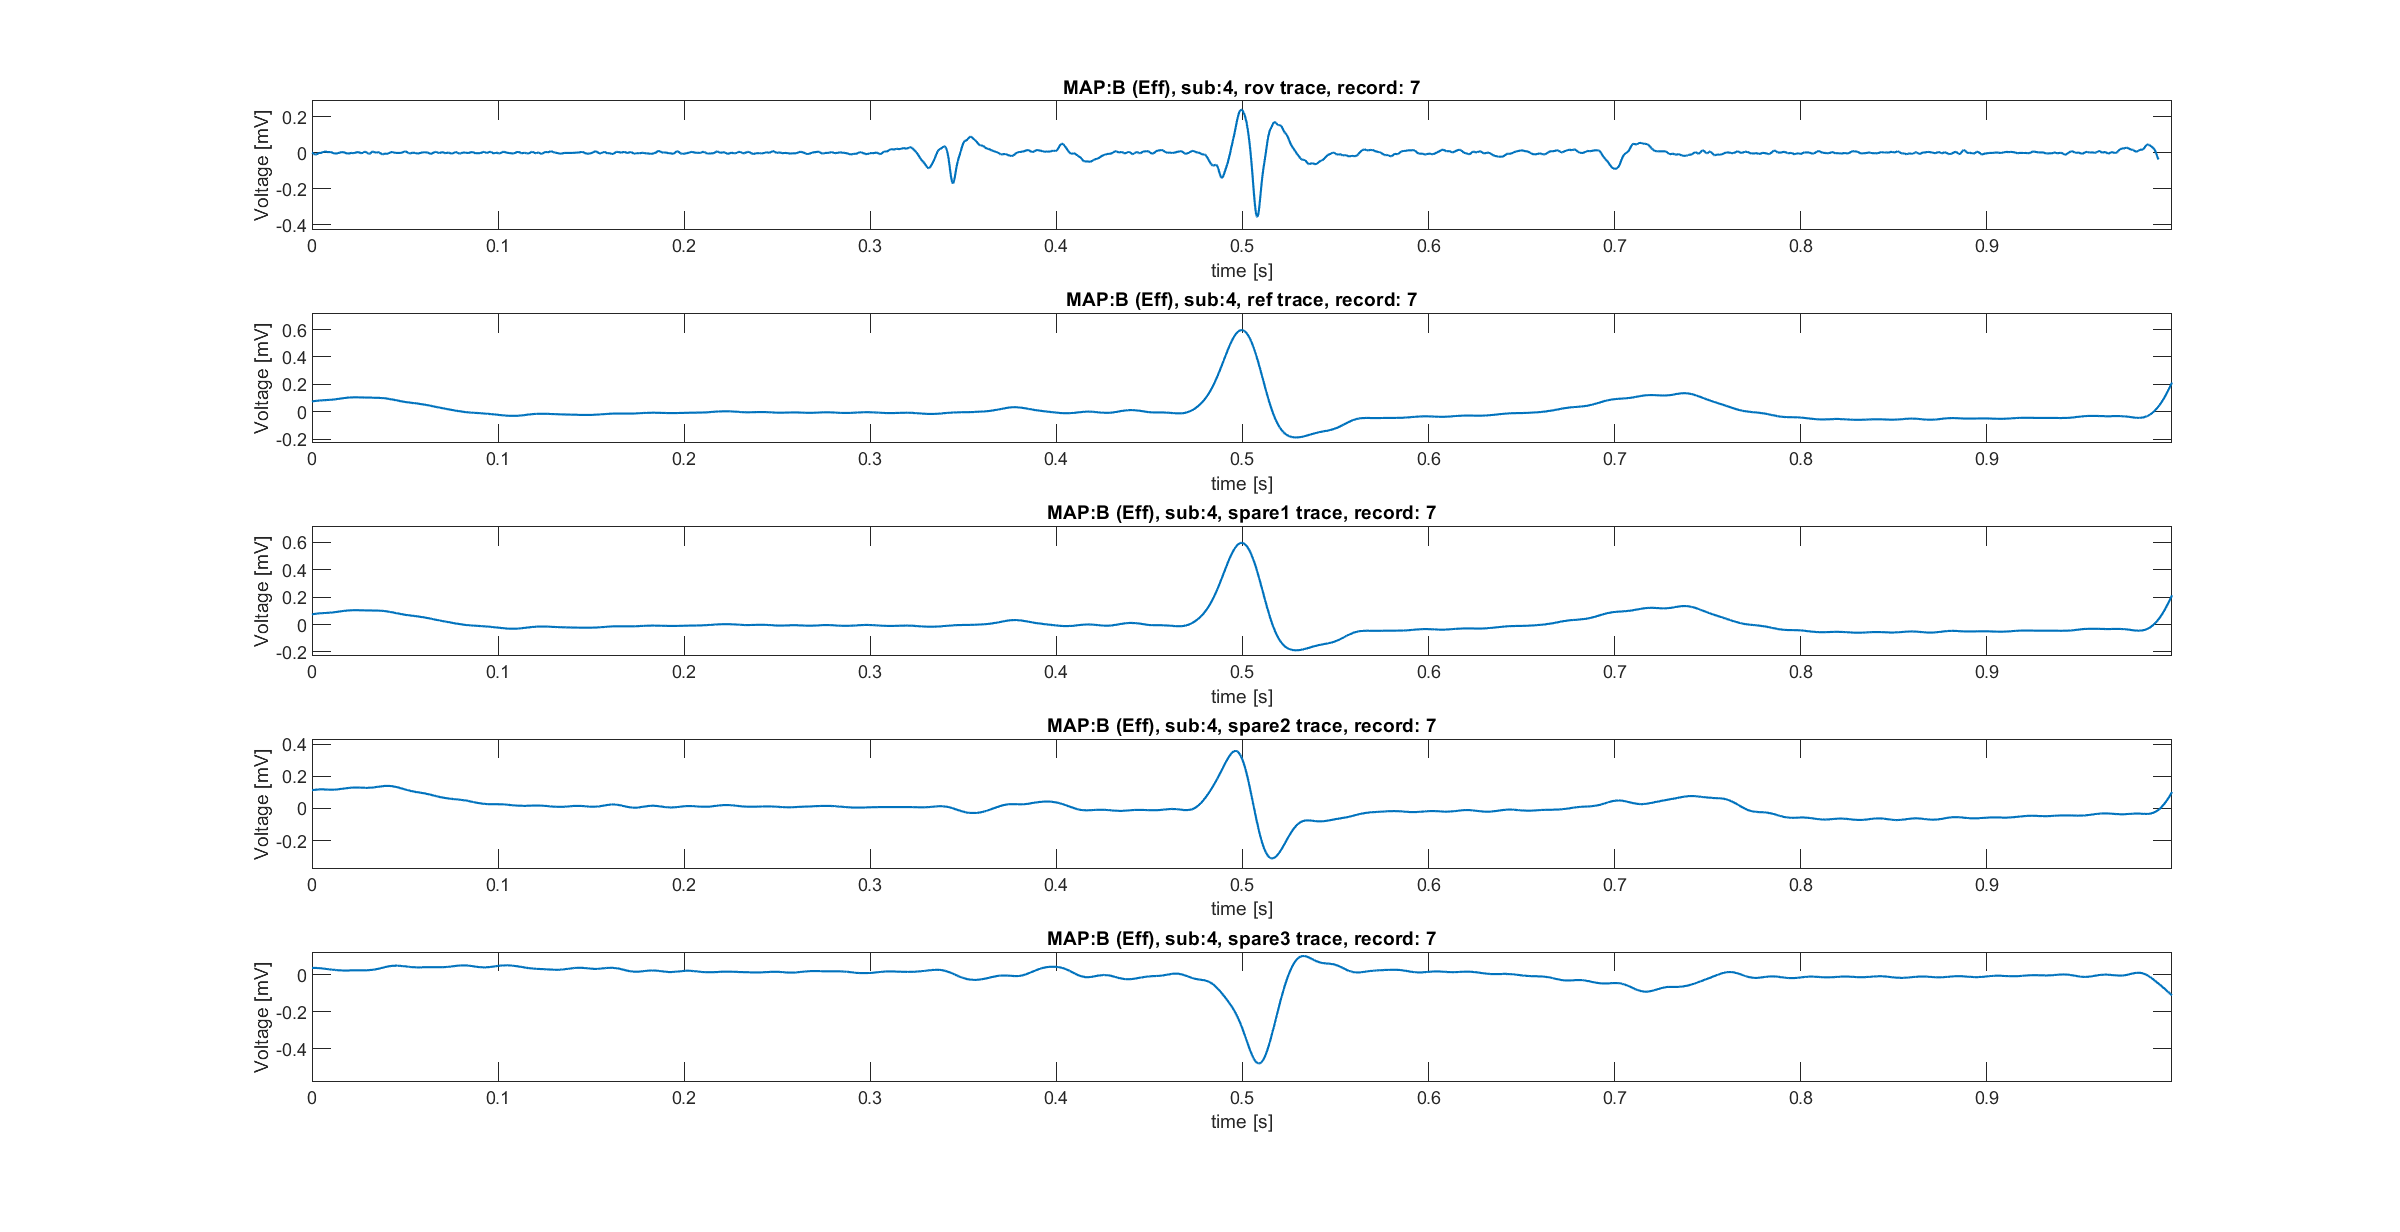 MAP:B (Eff), sub:4, rov trace, record: 7
Voltage [mV]
0.2
0
-0.2
-0.4
0 0.1 0.2 0.3 0.4 0.5 0.6 0.7 0.8 0.9
time [s]
MAP:B (Eff), sub:4, ref trace, record: 7
Voltage [mV]
0.6
0.4
0.2
0
-0.2
0 0.1 0.2 0.3 0.4 0.5 0.6 0.7 0.8 0.9
time [s]
MAP:B (Eff), sub:4, spare1 trace, record: 7
Voltage [mV]
0.6
0.4
0.2
0
-0.2
0 0.1 0.2 0.3 0.4 0.5 0.6 0.7 0.8 0.9
time [s]
MAP:B (Eff), sub:4, spare2 trace, record: 7
Voltage [mV]
0.4
0.2
0
-0.2
0 0.1 0.2 0.3 0.4 0.5 0.6 0.7 0.8 0.9
time [s]
MAP:B (Eff), sub:4, spare3 trace, record: 7
Voltage [mV]
0
-0.2
-0.4
0 0.1 0.2 0.3 0.4 0.5 0.6 0.7 0.8 0.9
time [s]